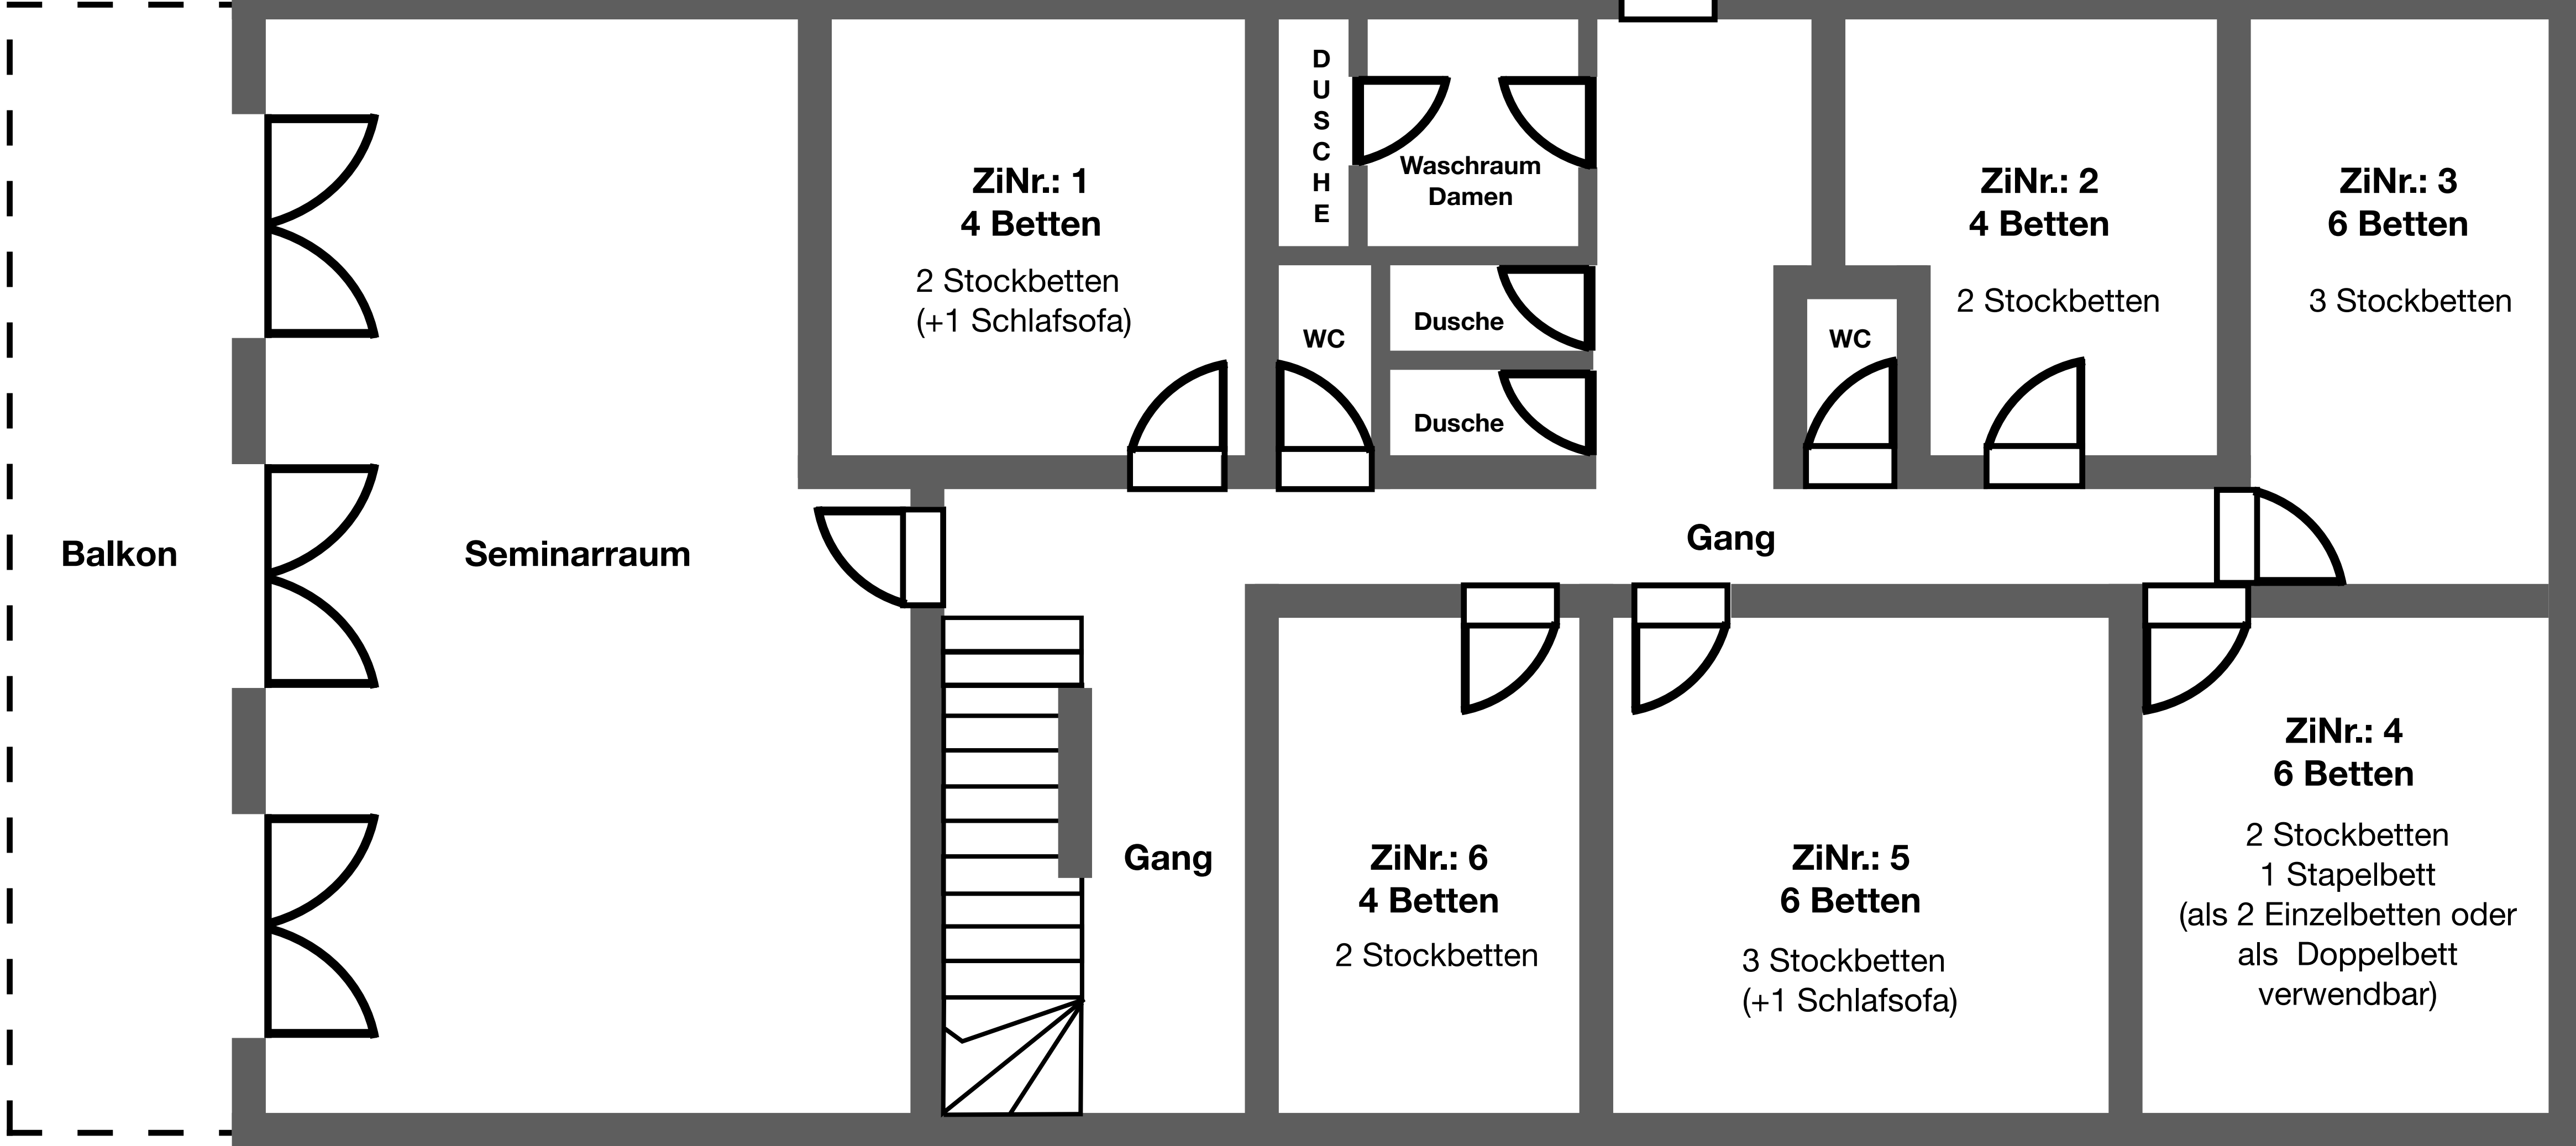 Balkon
Seminarraum
ZiNr.: 1
4 Betten
2 Stockbetten
(+1 Schlafsofa)
DUSCHE
Waschraum
Damen
WC
Dusche
Dusche
WC
ZiNr.: 2
4 Betten
2 Stockbetten
ZiNr.: 3
6 Betten
3 Stockbetten
Gang
Gang
ZiNr.: 6
4 Betten
2 Stockbetten
ZiNr.: 5
6 Betten
3 Stockbetten
(+1 Schlafsofa)
ZiNr.: 4
6 Betten
2 Stockbetten
1 Stapelbett
(als 2 Einzelbetten oder
als Doppelbett
verwendbar)